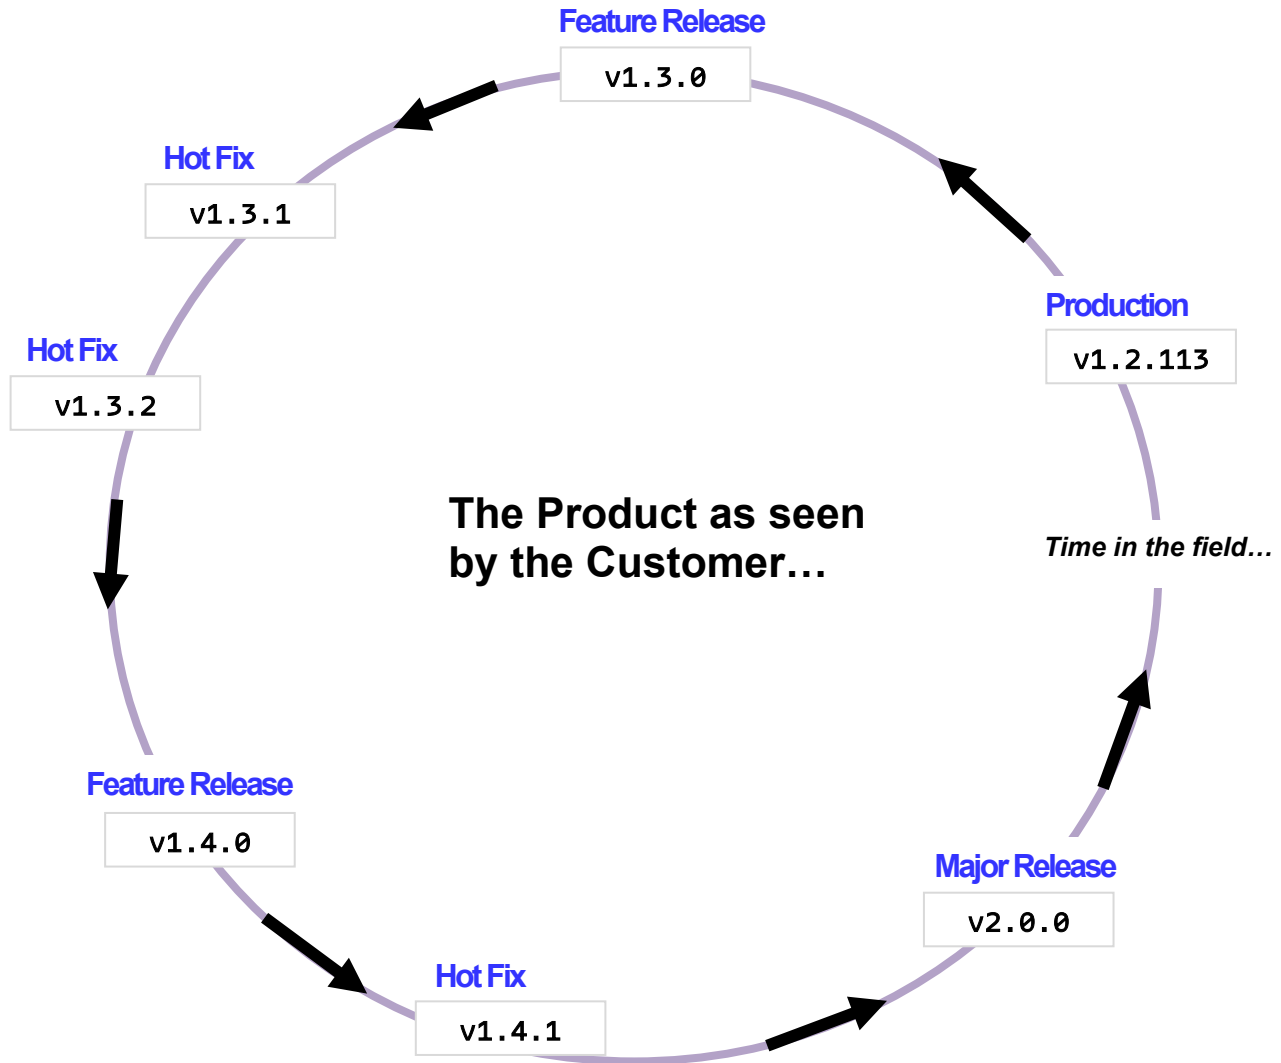 Feature Release
v1.3.0
Hot Fix
v1.3.1
Production
v1.2.113
Hot Fix
v1.3.2
The Product as seen
by the Customer…
Time in the field…
Feature Release
v1.4.0
Major Release
v2.0.0
Hot Fix
v1.4.1